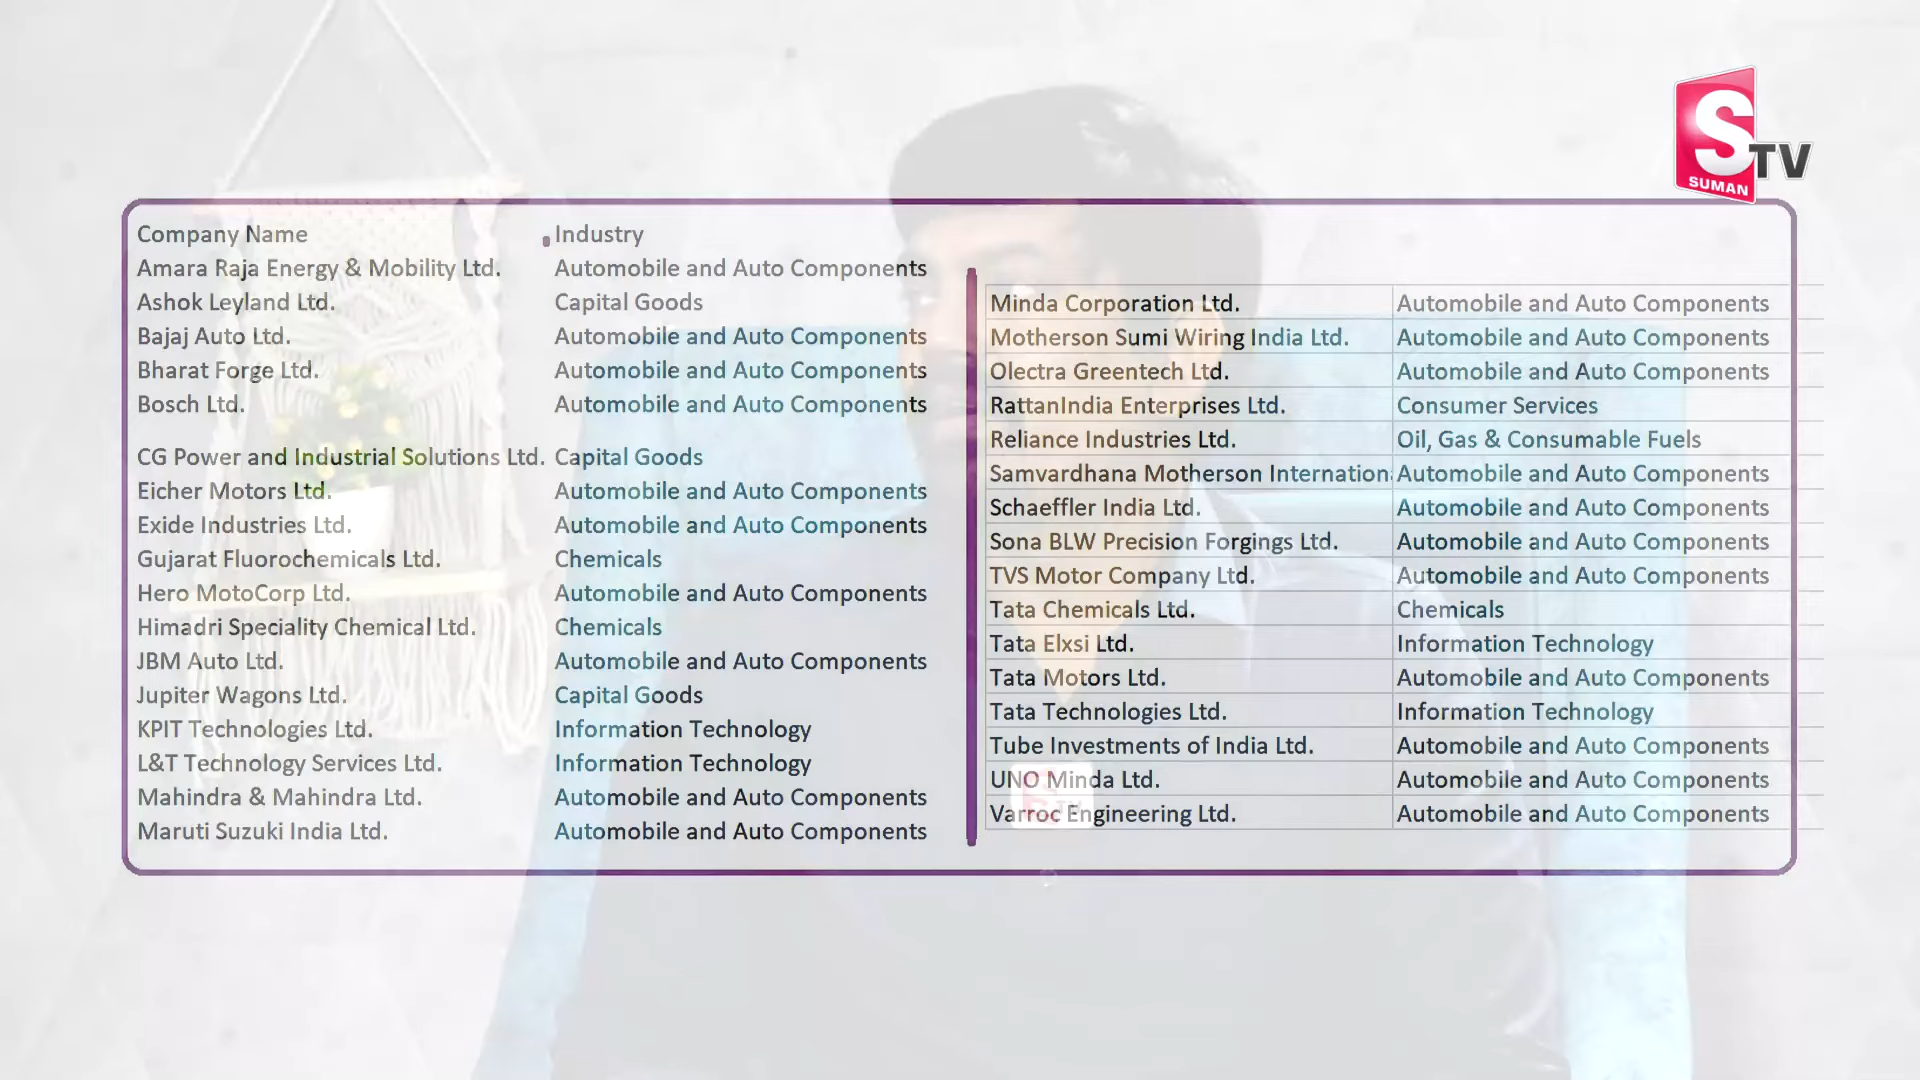 S TV
SUMAN
Company Name Industry
Amara Raja Energy & Mobility Ltd. Automobile and Auto Components
Ashok Leyland Ltd. Capital Goods
Bajaj Auto Ltd. Automobile and Auto Components
Bharat Forge Ltd. Automobile and Auto Components
Bosch Ltd. Automobile and Auto Components
CG Power and Industrial Solutions Ltd. Capital Goods
Eicher Motors Ltd. Automobile and Auto Components
Exide Industries Ltd. Automobile and Auto Components
Gujarat Fluorochemicals Ltd. Chemicals
Hero MotoCorp Ltd. Automobile and Auto Components
Himadri Speciality Chemical Ltd. Chemicals
JBM Auto Ltd. Automobile and Auto Components
Jupiter Wagons Ltd. Capital Goods
KPIT Technologies Ltd. Information Technology
L&T Technology Services Ltd. Information Technology
Mahindra & Mahindra Ltd. Automobile and Auto Components
Maruti Suzuki India Ltd. Automobile and Auto Components
Minda Corporation Ltd. Automobile and Auto Components
Motherson Sumi Wiring India Ltd. Automobile and Auto Components
Olectra Greentech Ltd. Automobile and Auto Components
RattanIndia Enterprises Ltd. Consumer Services
Reliance Industries Ltd. Oil, Gas & Consumable Fuels
Samvardhana Motherson Internation Automobile and Auto Components
Schaeffler India Ltd. Automobile and Auto Components
Sona BLW Precision Forgings Ltd. Automobile and Auto Components
TVS Motor Company Ltd. Automobile and Auto Components
Tata Chemicals Ltd. Chemicals
Tata Elxsi Ltd. Information Technology
Tata Motors Ltd. Automobile and Auto Components
Tata Technologies Ltd. Information Technology
Tube Investments of India Ltd. Automobile and Auto Components
UNO Minda Ltd. Automobile and Auto Components
Varroc Engineering Ltd. Automobile and Auto Components